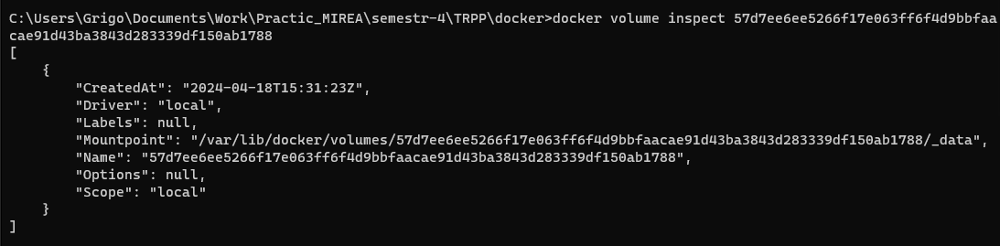 C:\Users\Grigo\Documents\Work\Practic_MIREA\semestr-4\TRPP\docker>docker volume inspect 57d7ee6ee5266f17e063ff6f4d9bbfaa
cae91d43ba3843d283339df150ab1788
[
    {
        "CreatedAt": "2024-04-18T15:31:23Z",
        "Driver": "local",
        "Labels": null,
        "Mountpoint": "/var/lib/docker/volumes/57d7ee6ee5266f17e063ff6f4d9bbfaacae91d43ba3843d283339df150ab1788/_data",
        "Name": "57d7ee6ee5266f17e063ff6f4d9bbfaacae91d43ba3843d283339df150ab1788",
        "Options": null,
        "Scope": "local"
    }
]